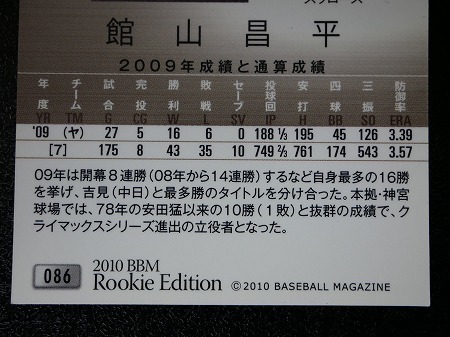 館山昌平
2009年成績と通算成績
年度 チーム 試合 完投 勝利 敗戦 セーブ 投球回 安打 四球 三振 防御率
YR TM G CG W L SV IP H BB SO ERA
'09 (ヤ) 27 5 16 6 0 188 1/3 195 45 126 3.39
[7] 175 8 43 35 10 749 2/3 761 174 543 3.57
09年は開幕8連勝(08年から14連勝)するなど自身最多の16勝
を挙げ、吉見(中日)と最多勝のタイトルを分け合った。本拠・神宮
球場では、78年の安田猛以来の10勝(1敗)と抜群の成績で、ク
ライマックスシリーズ進出の立役者となった。
086
2010 BBM
Rookie Edition
©2010 BASEBALL MAGAZINE